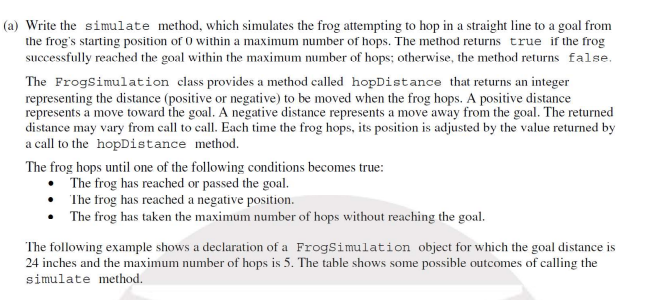 (a) Write the simulate method, which simulates the frog attempting to hop in a straight line to a goal from
the frog's starting position of 0 within a maximum number of hops. The method returns true if the frog
successfully reached the goal within the maximum number of hops; otherwise, the method returns false.
The FrogSimulation class provides a method called hopDistance that returns an integer
representing the distance (positive or negative) to be moved when the frog hops. A positive distance
represents a move toward the goal. A negative distance represents a move away from the goal. The returned
distance may vary from call to call. Each time the frog hops, its position is adjusted by the value returned by
a call to the hopDistance method.
The frog hops until one of the following conditions becomes true:
• The frog has reached or passed the goal.
• The frog has reached a negative position.
• The frog has taken the maximum number of hops without reaching the goal.
The following example shows a declaration of a FrogSimulation object for which the goal distance is
24 inches and the maximum number of hops is 5. The table shows some possible outcomes of calling the
simulate method.